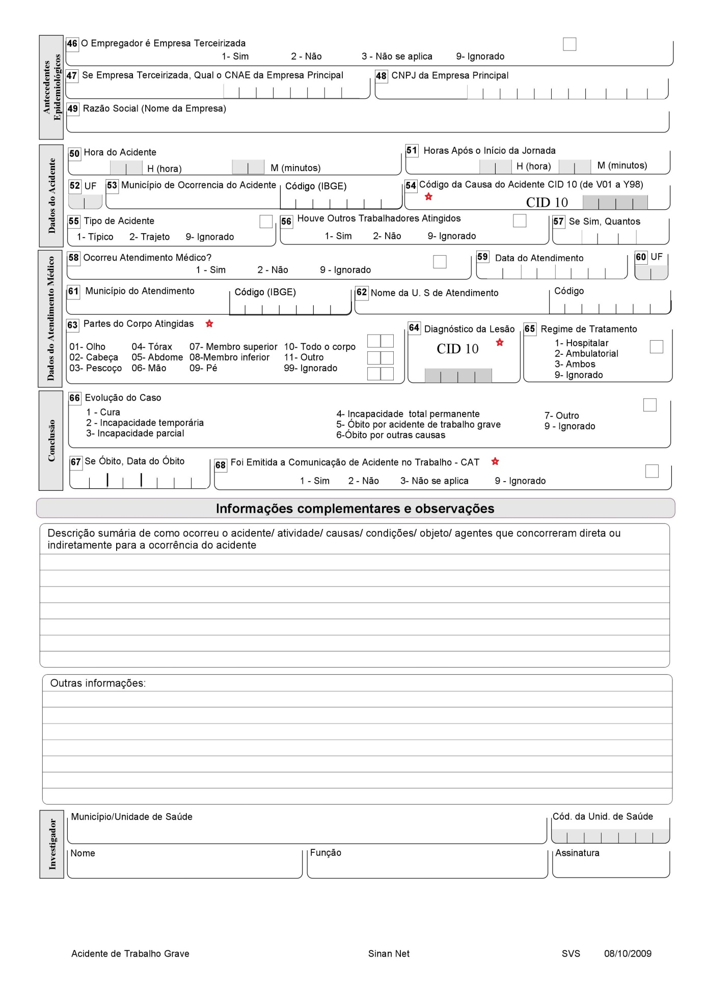 Antecedentes
Epidemiológicos
46 O Empregador é Empresa Terceirizada
1- Sim 2 - Não 3 - Não se aplica 9- Ignorado
47 Se Empresa Terceirizada, Qual o CNAE da Empresa Principal
48 CNPJ da Empresa Principal
49 Razão Social (Nome da Empresa)
Dados do Acidente
50 Hora do Acidente
H (hora) M (minutos)
51 Horas Após o Início da Jornada
H (hora) M (minutos)
52 UF
53 Município de Ocorrencia do Acidente Código (IBGE)
54 Código da Causa do Acidente CID 10 (de V01 a Y98)
CID 10
55 Tipo de Acidente
1- Típico 2- Trajeto 9- Ignorado
56 Houve Outros Trabalhadores Atingidos
1- Sim 2- Não 9- Ignorado
57 Se Sim, Quantos
Dados do Atendimento Médico
58 Ocorreu Atendimento Médico?
1 - Sim 2 - Não 9 - Ignorado
59 Data do Atendimento
60 UF
61 Município do Atendimento Código (IBGE)
62 Nome da U. S de Atendimento Código
63 Partes do Corpo Atingidas
01- Olho 04- Tórax 07- Membro superior 10- Todo o corpo
02- Cabeça 05- Abdome 08-Membro inferior 11- Outro
03- Pescoço 06- Mão 09- Pé 99- Ignorado
64 Diagnóstico da Lesão
CID 10
65 Regime de Tratamento
1- Hospitalar
2- Ambulatorial
3- Ambos
9- Ignorado
Conclusão
66 Evolução do Caso
1 - Cura
2 - Incapacidade temporária
3- Incapacidade parcial
4- Incapacidade total permanente
5- Óbito por acidente de trabalho grave
6-Óbito por outras causas
7- Outro
9 - Ignorado
67 Se Óbito, Data do Óbito
68 Foi Emitida a Comunicação de Acidente no Trabalho - CAT
1 - Sim 2 - Não 3- Não se aplica 9 - Ignorado
Informações complementares e observações
Descrição sumária de como ocorreu o acidente/ atividade/ causas/ condições/ objeto/ agentes que concorreram direta ou
indiretamente para a ocorrência do acidente
Outras informações:
Investigador
Município/Unidade de Saúde
Cód. da Unid. de Saúde
Nome
Função
Assinatura
Acidente de Trabalho Grave Sinan Net SVS 08/10/2009